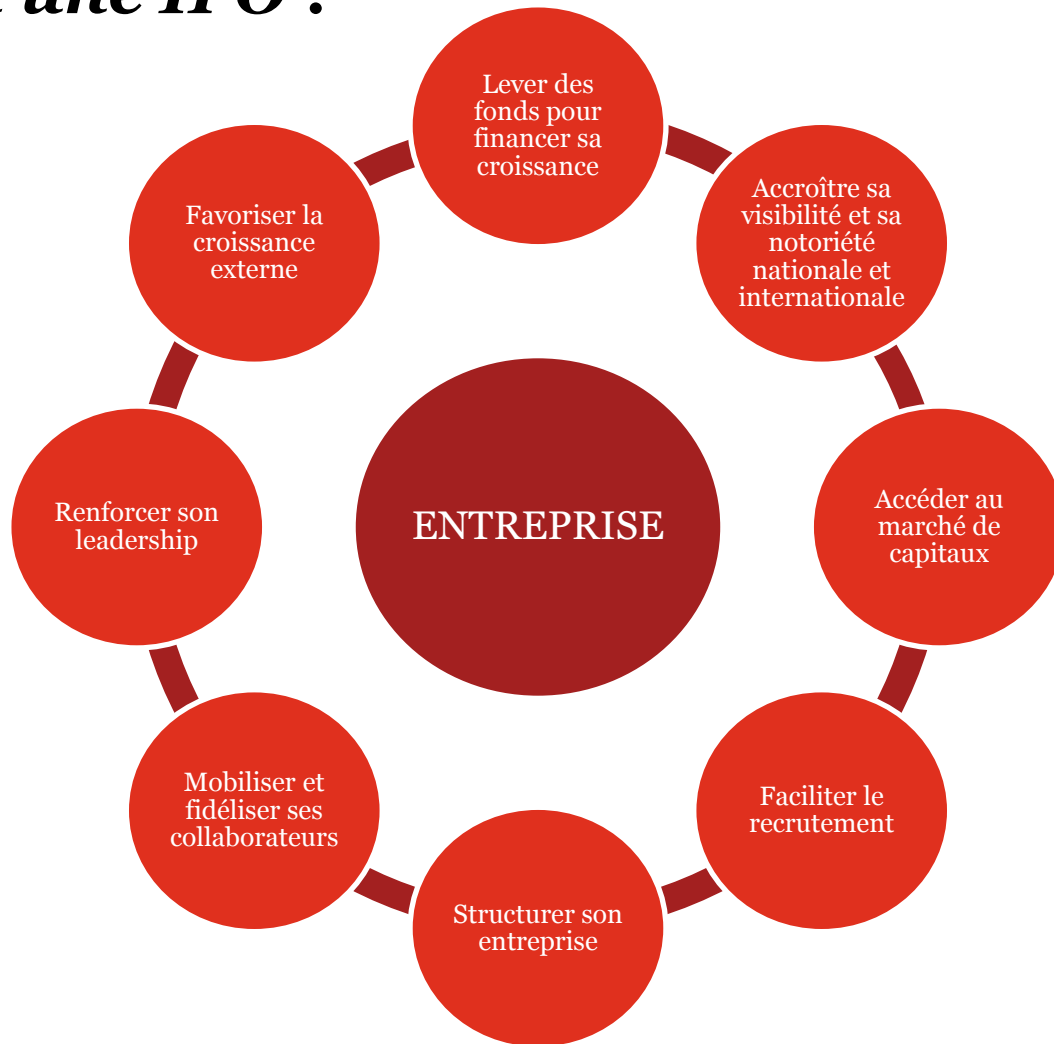 une IPO :
Lever des
fonds pour
financer sa
croissance
Accroître sa
visibilité et sa
notoriété
nationale et
internationale
Accéder au
marché de
capitaux
Faciliter le
recrutement
Structurer son
entreprise
Mobiliser et
fidéliser ses
collaborateurs
Renforcer son
leadership
Favoriser la
croissance
externe
ENTREPRISE